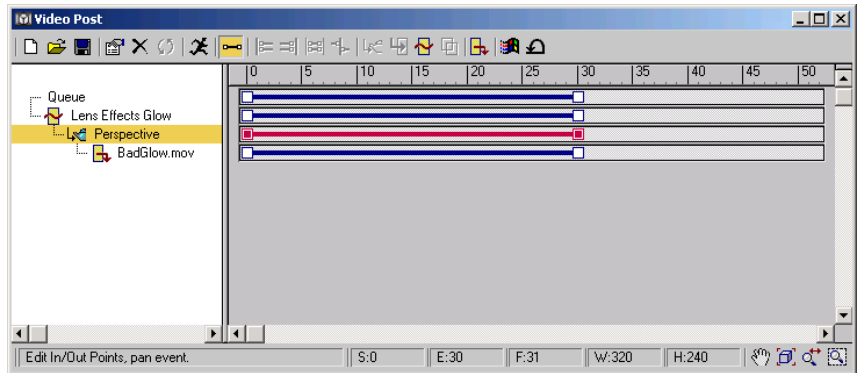 Video Post
0 5 10 15 20 25 30 35 40 45 50
Queue
Lens Effects Glow
Perspective
BadGlow.mov
Edit In/Out Points, pan event. S:0 E:30 F:31 W:320 H:240